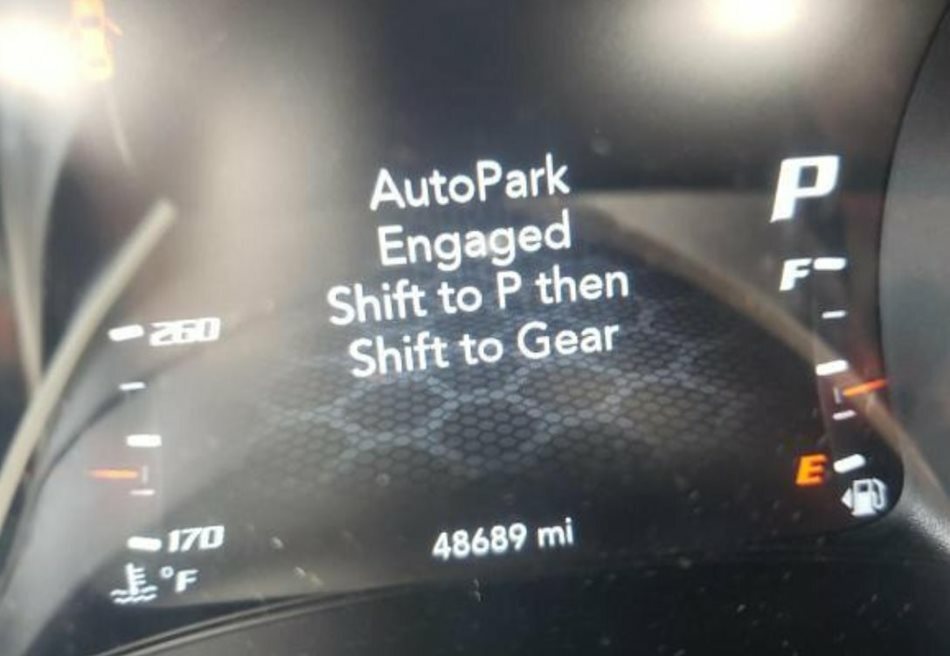 AutoPark
Engaged
Shift to P then
Shift to Gear
P
F
E
260
170
°F
48689 mi